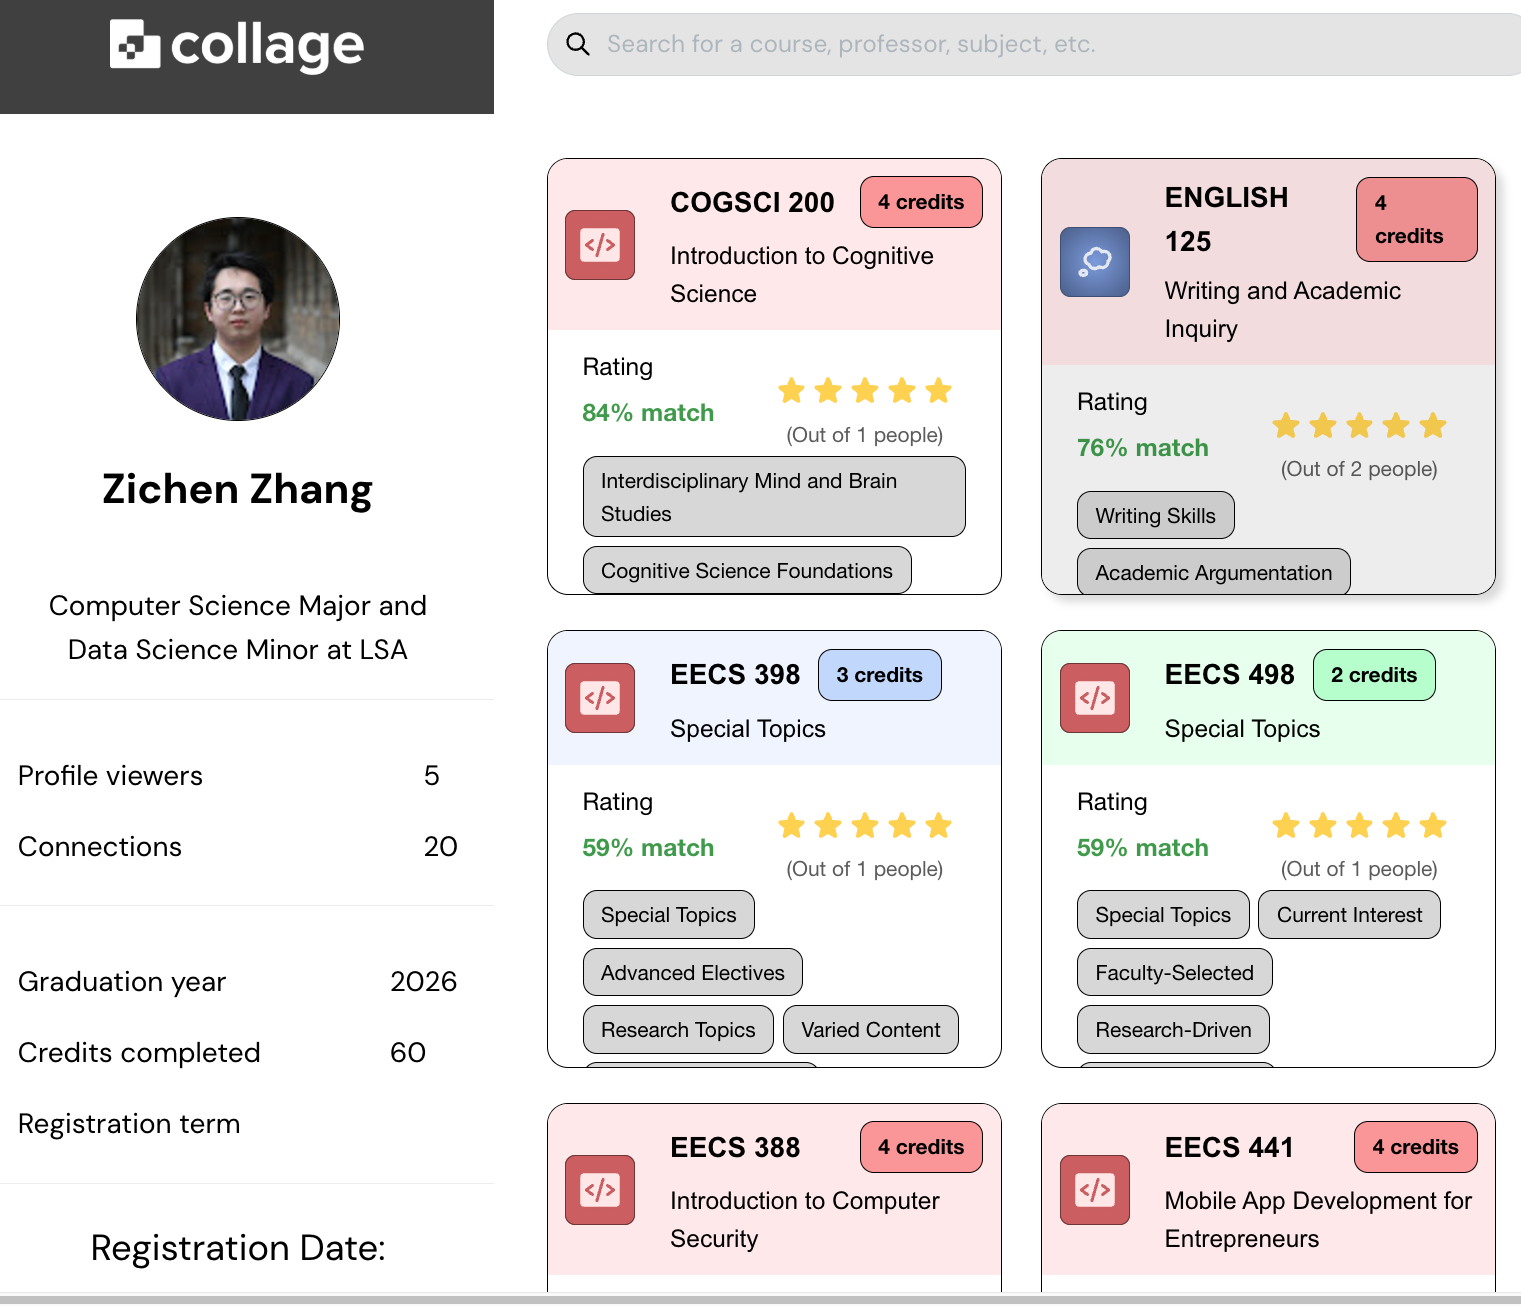 collage
Search for a course, professor, subject, etc.
Zichen Zhang
Computer Science Major and
Data Science Minor at LSA
Profile viewers 5
Connections 20
Graduation year 2026
Credits completed 60
Registration term
Registration Date:
COGSCI 200 4 credits
Introduction to Cognitive
Science
Rating
84% match
(Out of 1 people)
Interdisciplinary Mind and Brain
Studies
Cognitive Science Foundations
ENGLISH
125
4
credits
Writing and Academic
Inquiry
Rating
76% match
(Out of 2 people)
Writing Skills
Academic Argumentation
EECS 398 3 credits
Special Topics
Rating
59% match
(Out of 1 people)
Special Topics
Advanced Electives
Research Topics Varied Content
EECS 498 2 credits
Special Topics
Rating
59% match
(Out of 1 people)
Special Topics Current Interest
Faculty-Selected
Research-Driven
EECS 388 4 credits
Introduction to Computer
Security
EECS 441 4 credits
Mobile App Development for
Entrepreneurs